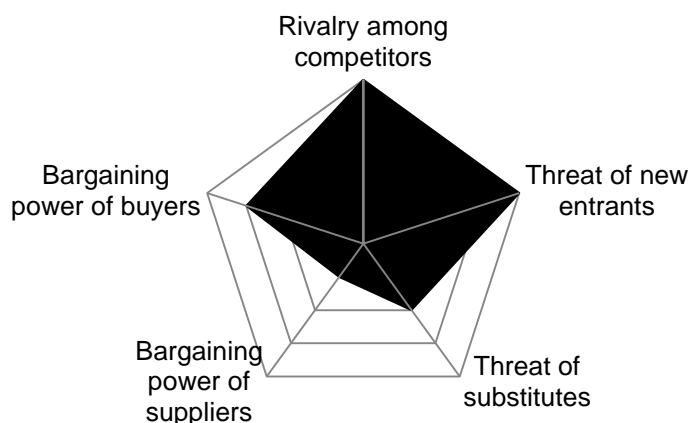 Rivalry among
competitors
Bargaining
power of buyers
Threat of new
entrants
Bargaining
power of
suppliers
Threat of
substitutes